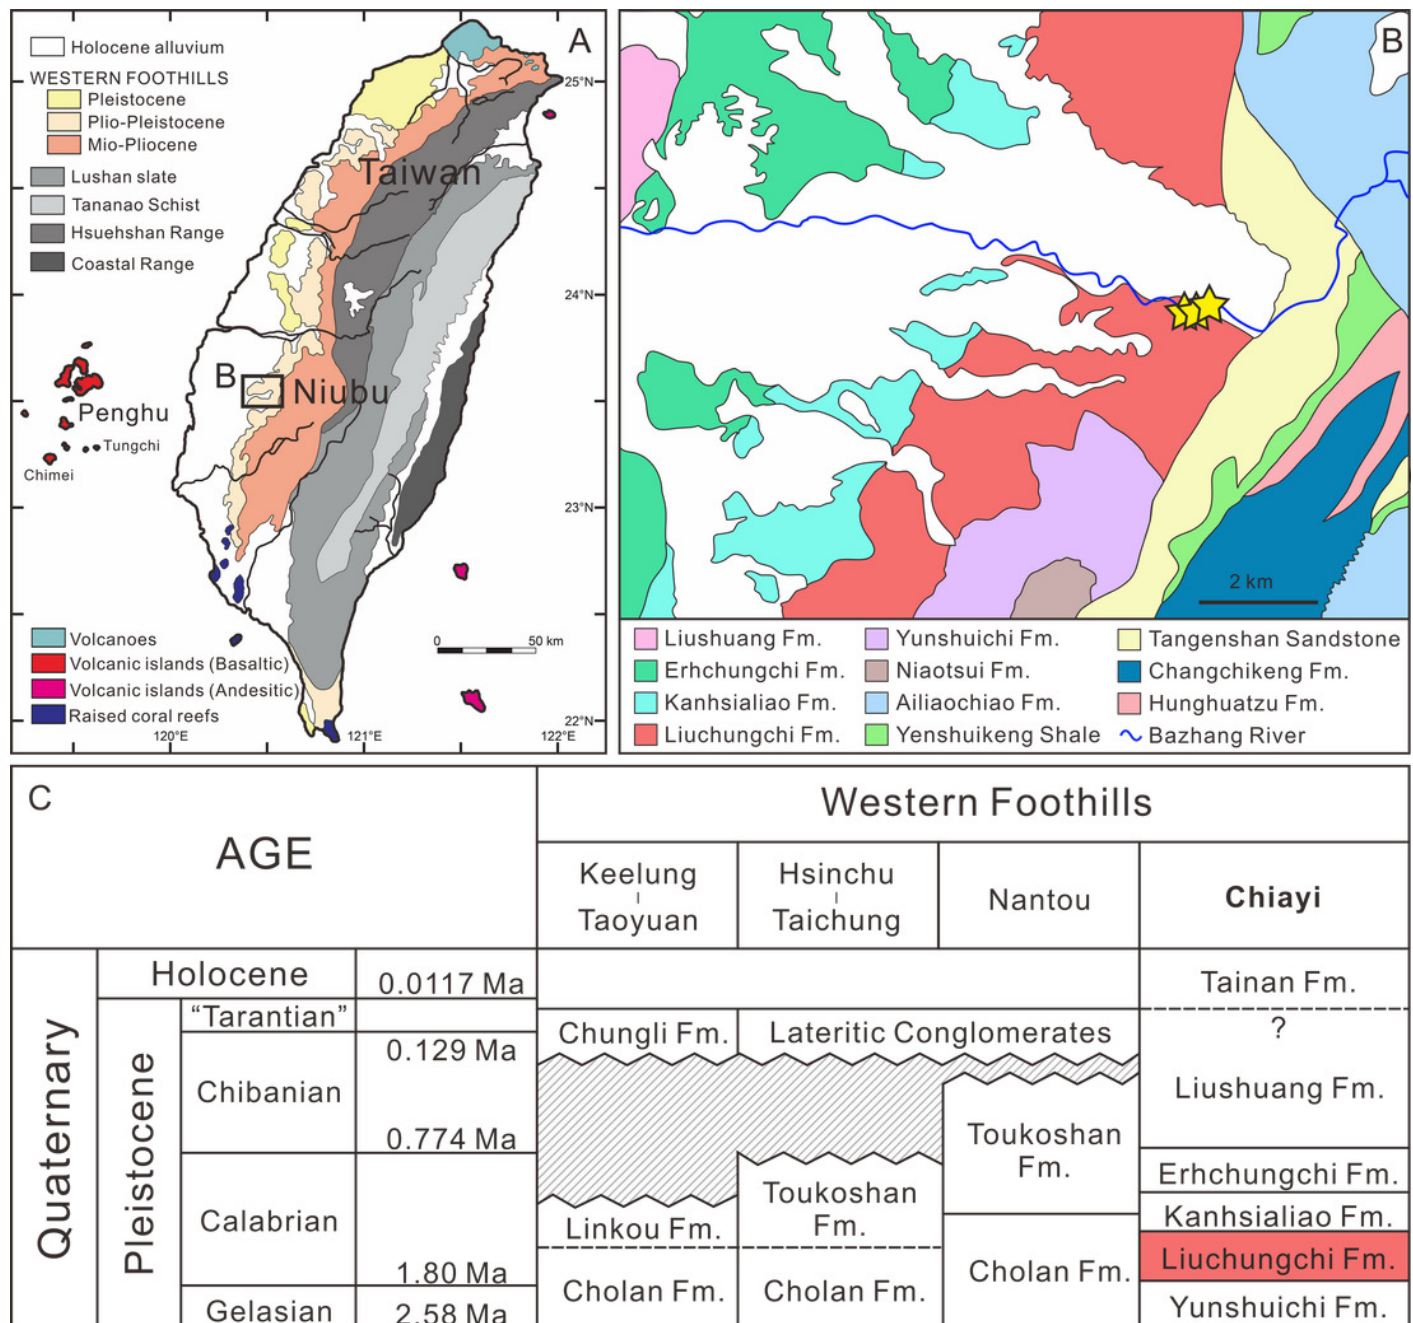 A
Holocene alluvium
WESTERN FOOTHILLS
Pleistocene
Plio-Pleistocene
Mio-Pliocene
Lushan slate
Tananao Schist
Hsuehshan Range
Coastal Range
Taiwan
25°N
24°N
23°N
22°N
B
Niubu
Penghu
Tungchi
Chimei
Volcanoes
Volcanic islands (Basaltic)
Volcanic islands (Andesitic)
Raised coral reefs
0 50 km
120°E 121°E 122°E
B
2 km
Liushuang Fm.
Erhchungchi Fm.
Kanhsialiao Fm.
Liuchungchi Fm.
Yunshuichi Fm.
Niaotsui Fm.
Ailiaochiao Fm.
Yenshuikeng Shale
Tangenshan Sandstone
Changchikeng Fm.
Hunghuatzu Fm.
Bazhang River
C
AGE
Western Foothills
Keelung
Taoyuan
Hsinchu
Taichung
Nantou
Chiayi
Quaternary
Holocene
0.0117 Ma
Pleistocene
“Tarantian”
0.129 Ma
Chibanian
0.774 Ma
Calabrian
1.80 Ma
Gelasian
2.58 Ma
Chungli Fm.
Linkou Fm.
Cholan Fm.
Lateritic Conglomerates
Toukoshan
Fm.
Cholan Fm.
Toukoshan
Fm.
Cholan Fm.
Tainan Fm.
?
Liushuang Fm.
Erhchungchi Fm.
Kanhsialiao Fm.
Liuchungchi Fm.
Yunshuichi Fm.